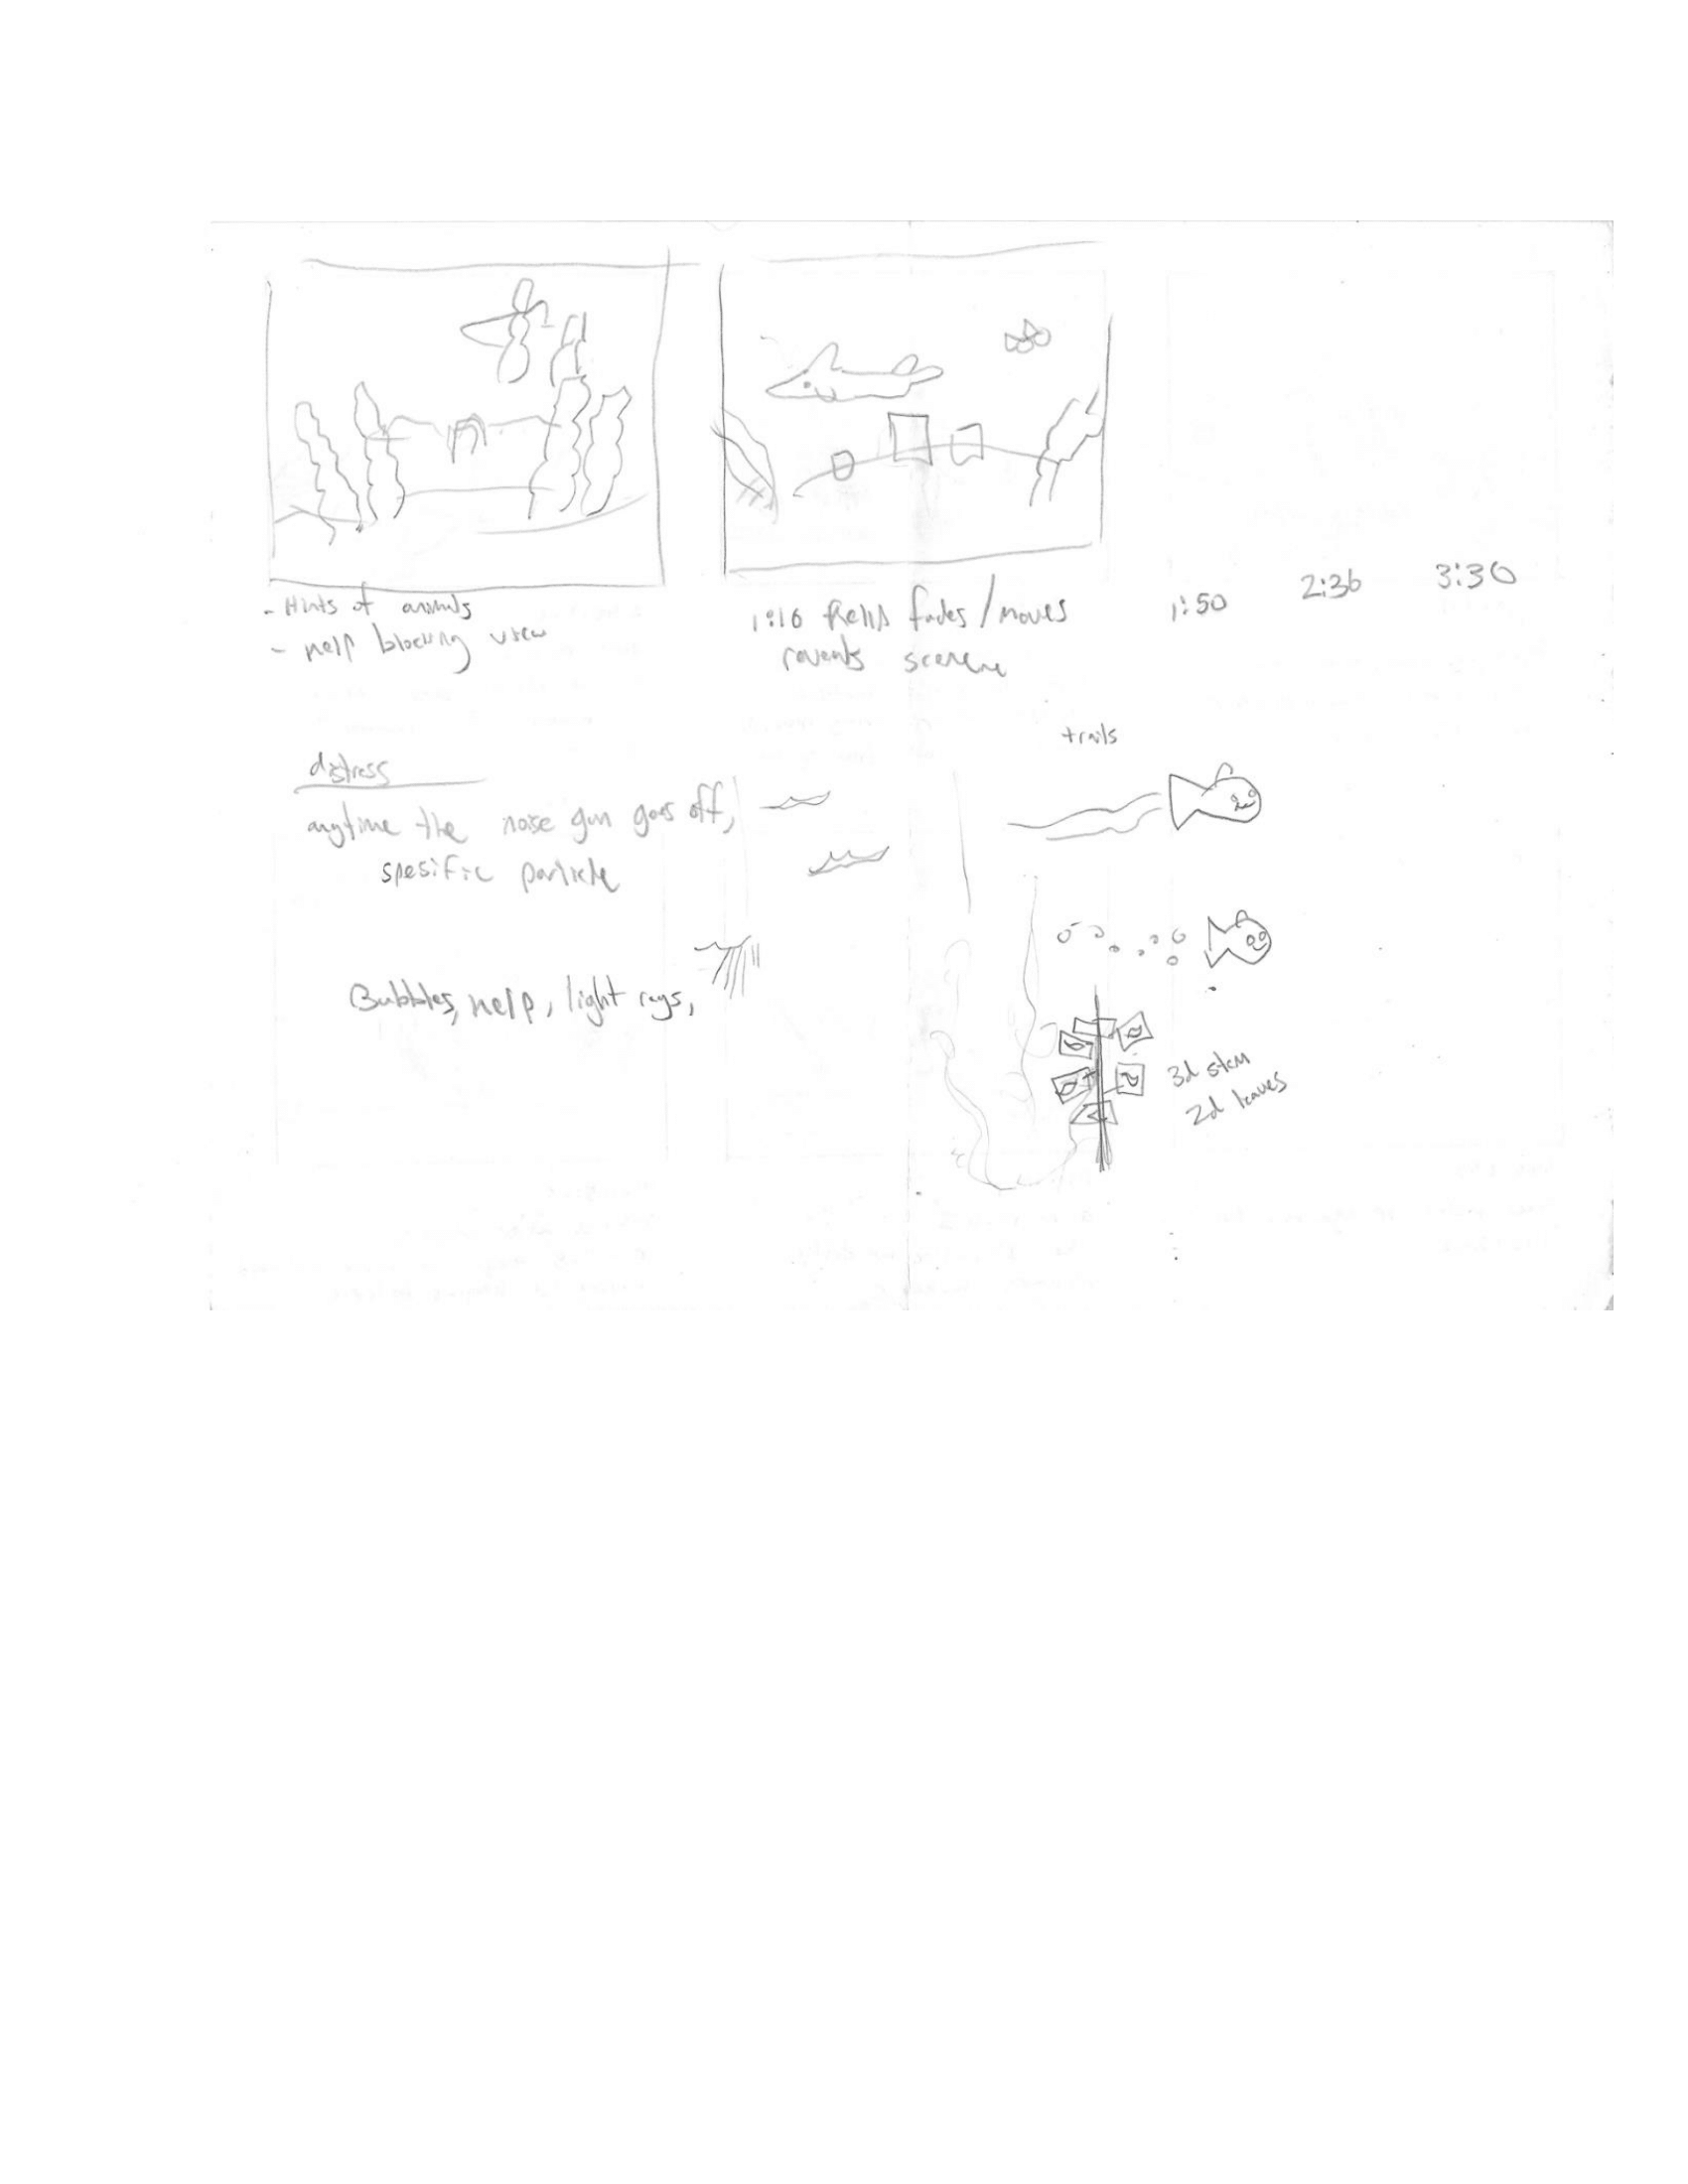 - Hints of animals
- kelp blocking view
1:16 kelp fades/moves
reveals scenery
1:50
2:36
3:30
trails
distress
anytime the noise gun goes off,
spesific particle
Bubbles, kelp, light rays,
3d stem
2d leaves